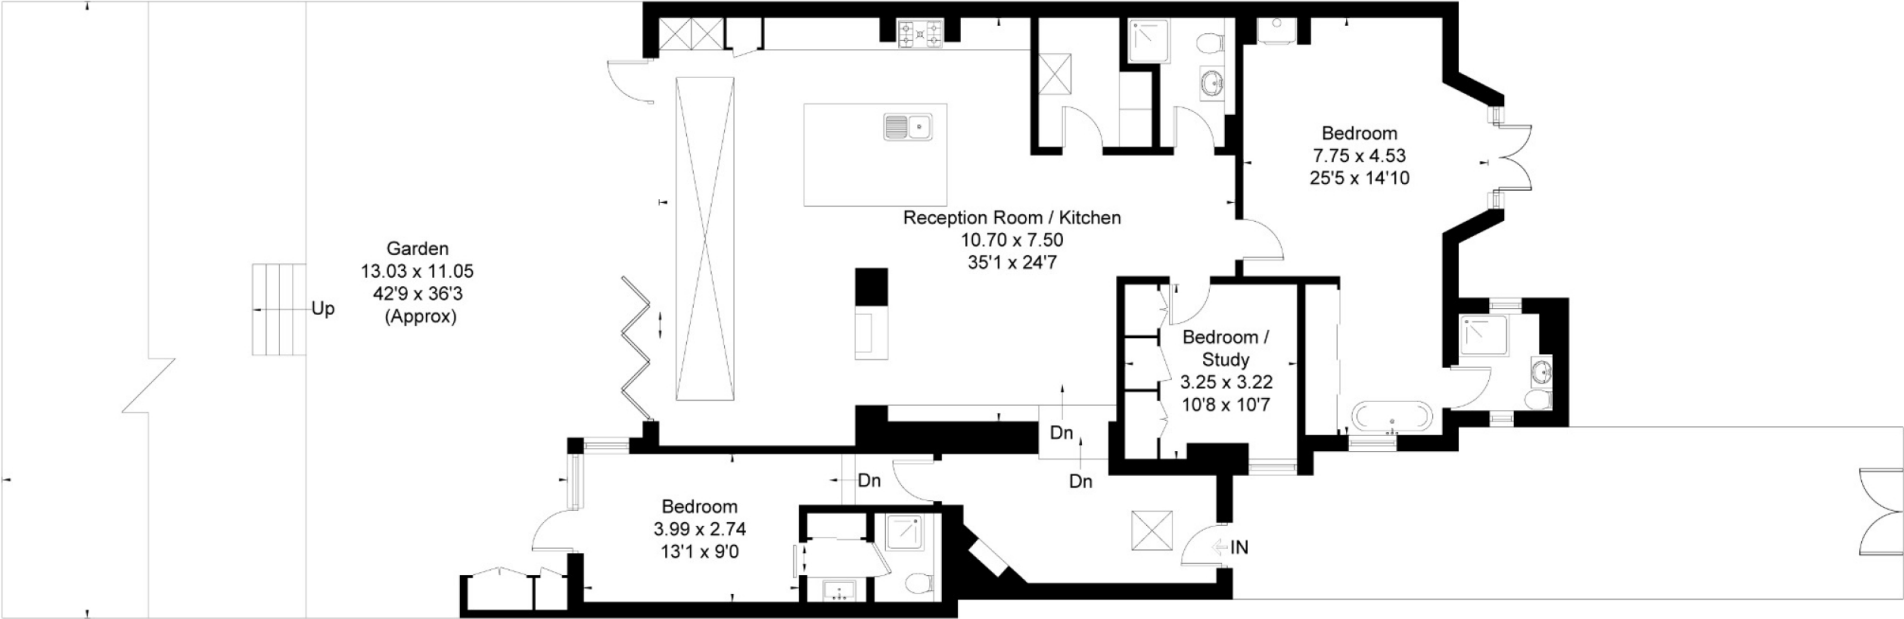 Garden
13.03 x 11.05
42'9 x 36'3
(Approx)
Up
Reception Room / Kitchen
10.70 x 7.50
35'1 x 24'7
Bedroom
7.75 x 4.53
25'5 x 14'10
Bedroom /
Study
3.25 x 3.22
10'8 x 10'7
Dn
Dn
Dn
Bedroom
3.99 x 2.74
13'1 x 9'0
IN